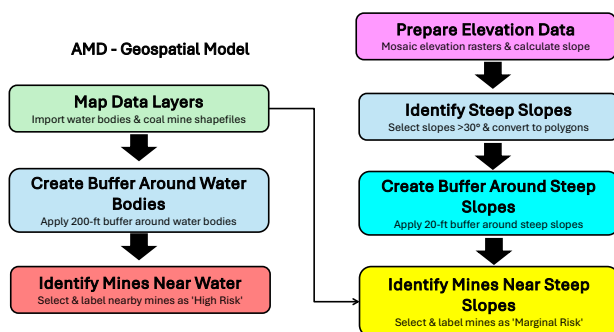 AMD - Geospatial Model
Map Data Layers
Import water bodies & coal mine shapefiles
Create Buffer Around Water
Bodies
Apply 200-ft buffer around water bodies
Identify Mines Near Water
Select & label nearby mines as 'High Risk'
Prepare Elevation Data
Mosaic elevation rasters & calculate slope
Identify Steep Slopes
Select slopes >30° & convert to polygons
Create Buffer Around Steep
Slopes
Apply 20-ft buffer around steep slopes
Identify Mines Near Steep
Slopes
Select & label mines as 'Marginal Risk'